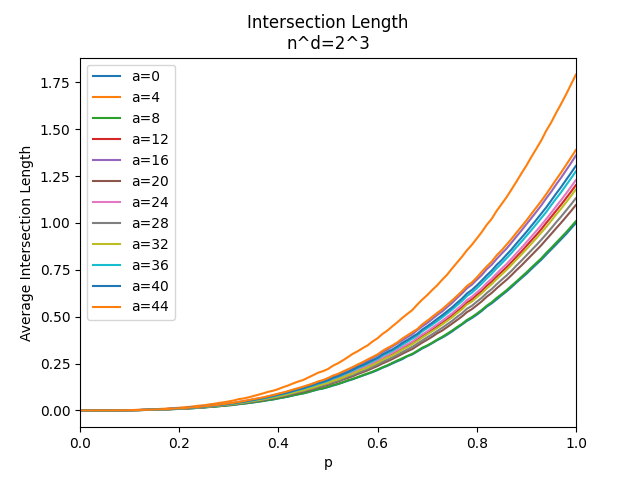 Intersection Length
n^d=2^3
Average Intersection Length
1.75
1.50
1.25
1.00
0.75
0.50
0.25
0.00
a=0
a=4
a=8
a=12
a=16
a=20
a=24
a=28
a=32
a=36
a=40
a=44
0.0 0.2 0.4 0.6 0.8 1.0
p